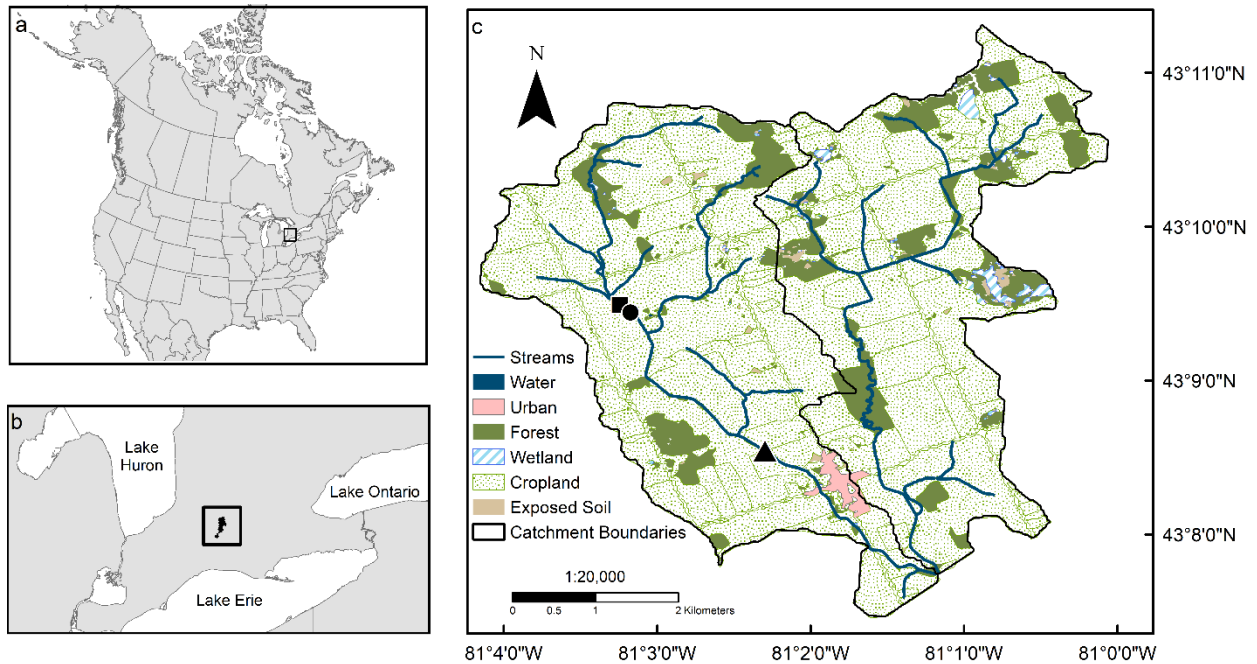 a
b
Lake
Huron
Lake Ontario
Lake Erie
c
N
Streams
Water
Urban
Forest
Wetland
Cropland
Exposed Soil
Catchment Boundaries
1:20,000
0 0.5 1 2 Kilometers
43°11'0"N
43°10'0"N
43°9'0"N
43°8'0"N
81°4'0"W 81°3'0"W 81°2'0"W 81°1'0"W 81°0'0"W